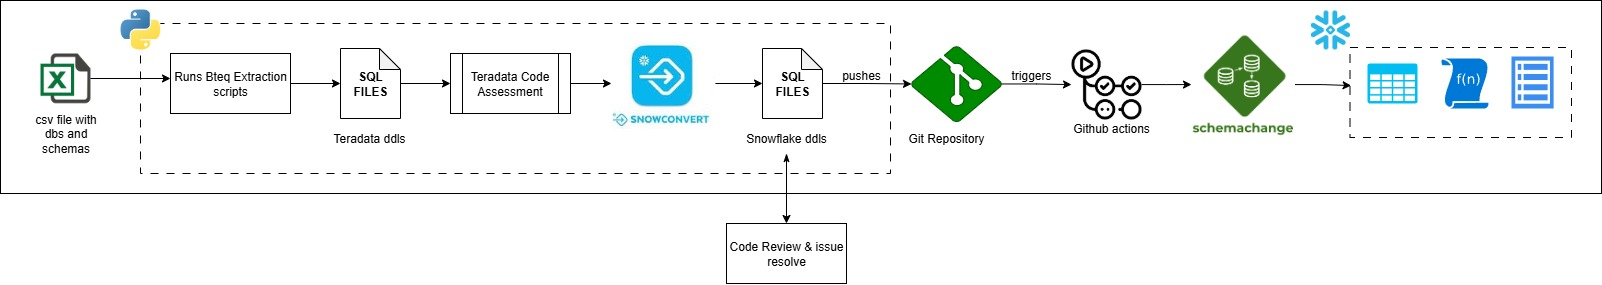 csv file with
dbs and
schemas
Runs Bteq Extraction
scripts
SQL
FILES
Teradata ddls
Teradata Code
Assessment
SNOWCONVERT
SQL
FILES
Snowflake ddls
pushes
Git Repository
triggers
Github actions
schemachange
f(n)
Code Review & issue
resolve